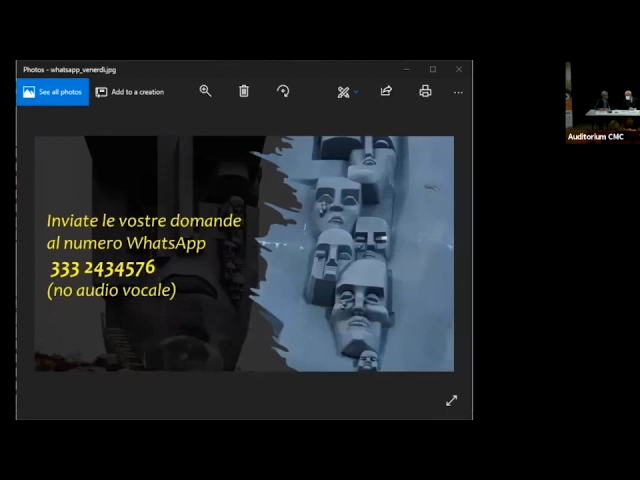 Photos - whatsapp_venerdì.jpg
See all photos
Add to a creation
Inviate le vostre domande
al numero WhatsApp
333 2434576
(no audio vocale)
Auditorium CMC